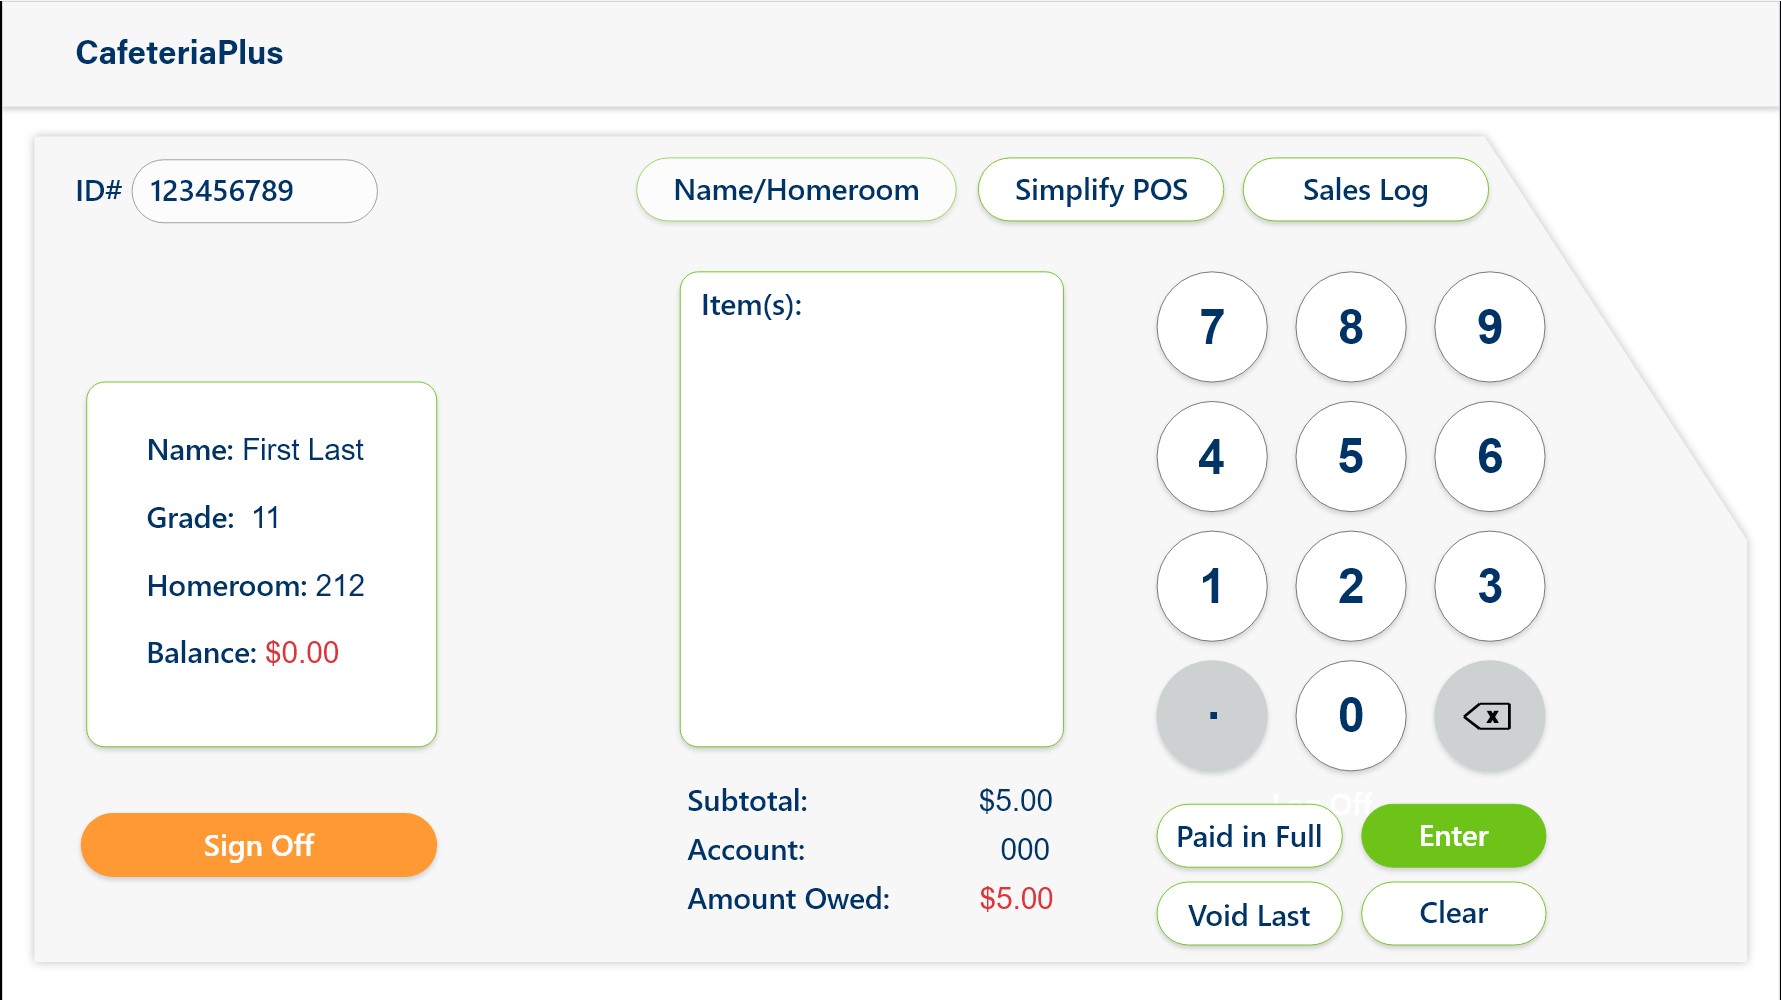 CafeteriaPlus
ID# 123456789
Name/Homeroom
Simplify POS
Sales Log
Item(s):
7 8 9
4 5 6
1 2 3
. 0 x
Name: First Last
Grade: 11
Homeroom: 212
Balance: $0.00
Sign Off
Subtotal: $5.00
Account: 000
Amount Owed: $5.00
Off
Paid in Full
Enter
Void Last
Clear